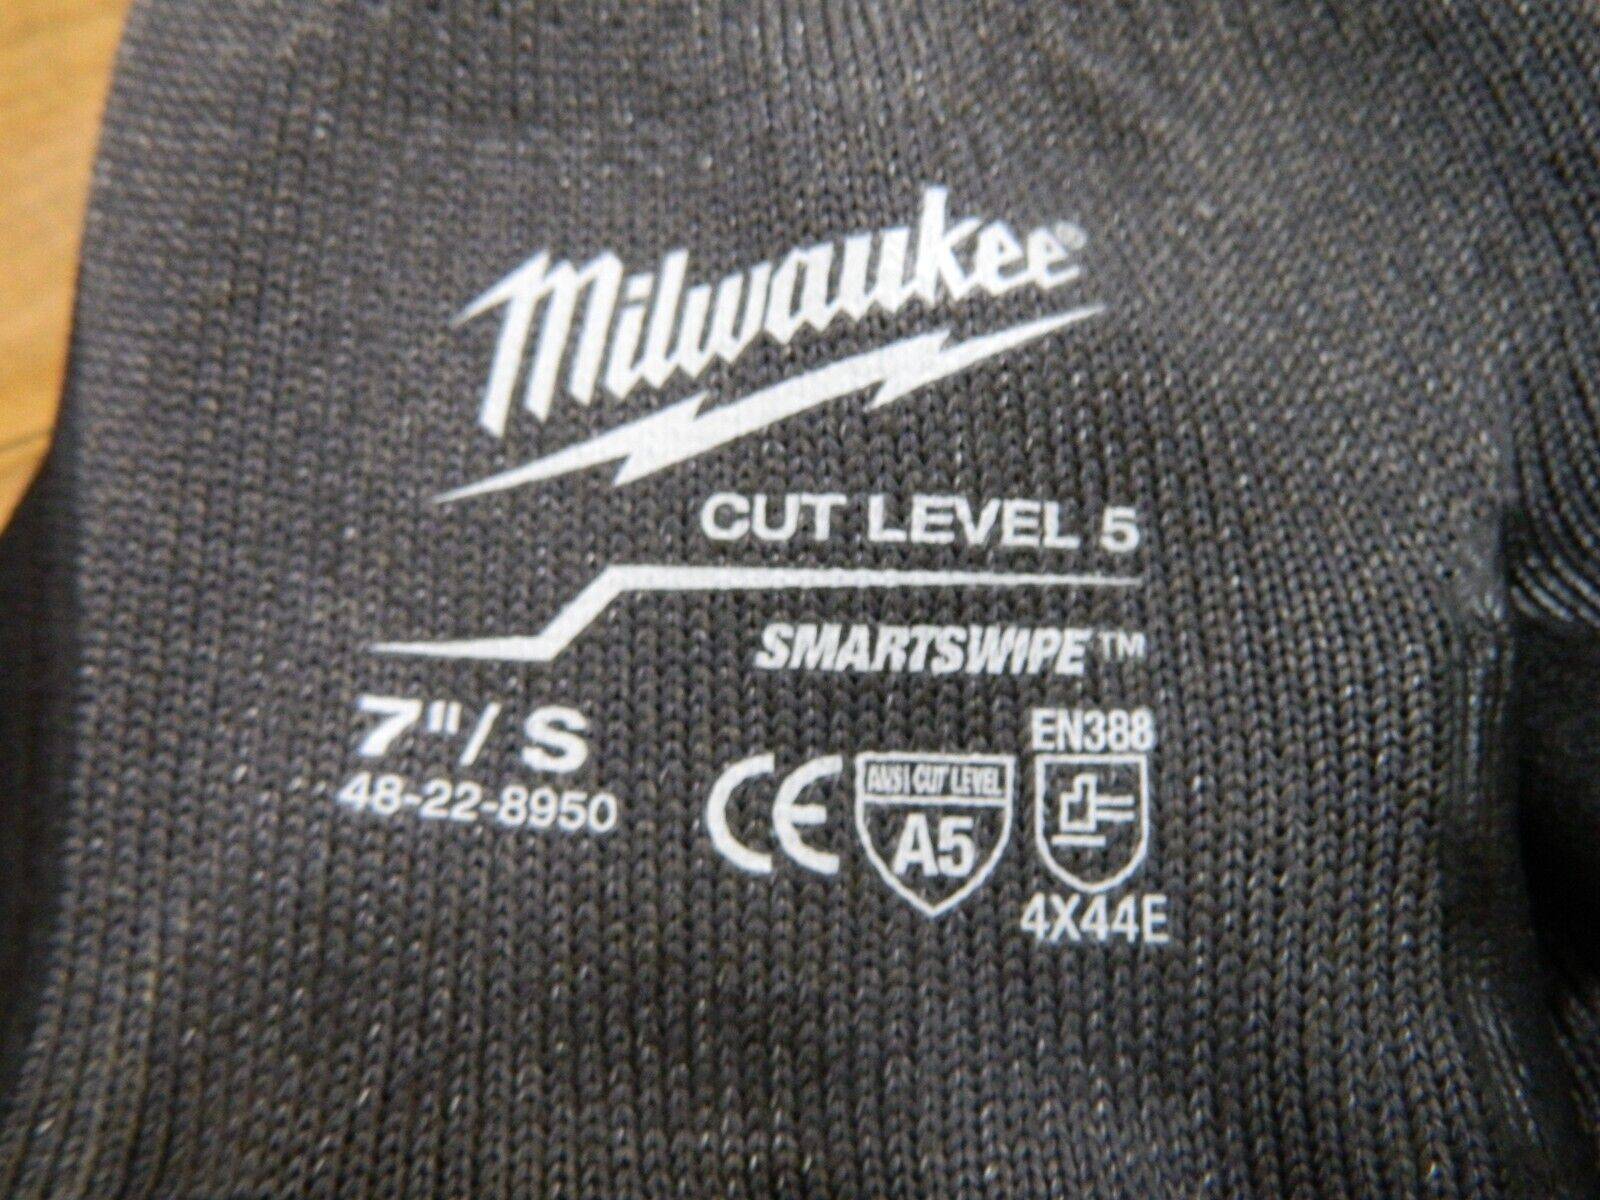 Milwaukee®
CUT LEVEL 5
SMARTSWIPE™
7"/ S
48-22-8950
CE
ANSI CUT LEVEL
A5
EN388
4X44E